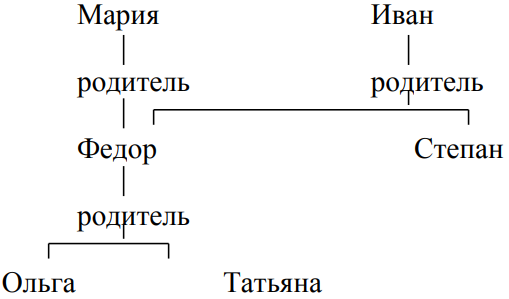 Мария Иван
родитель родитель
Федор Степан
родитель
Ольга Татьяна